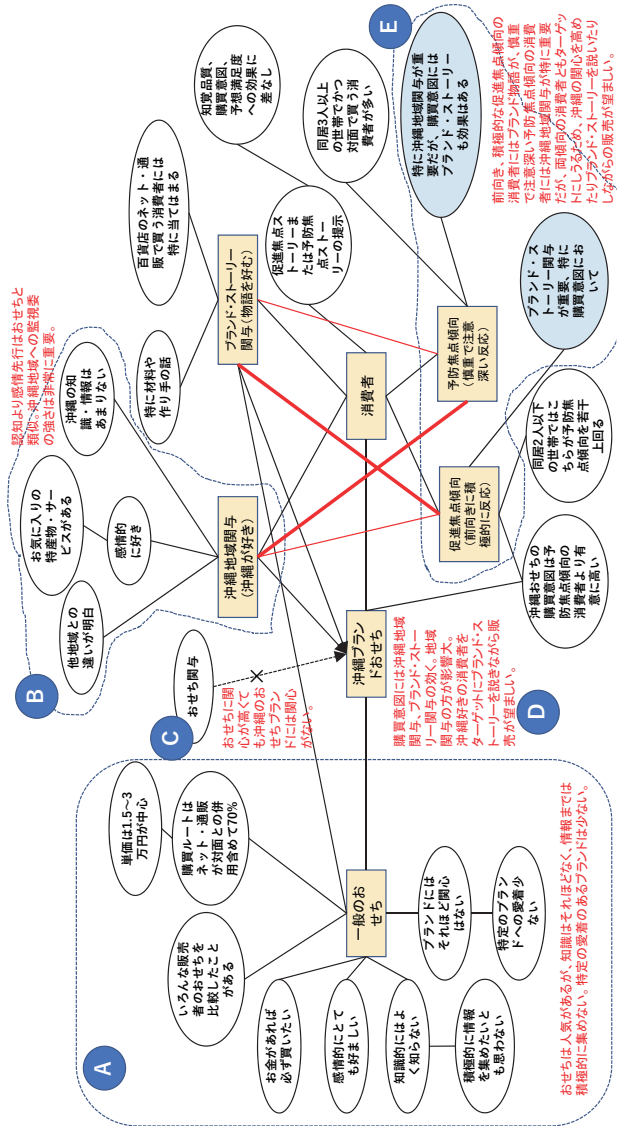 A
単価は1.5～3
万円が中心
いろんな販売
者のおせちを
比較したこと
がある
購買ルートは
ネット・通販
が対面との併
用含めて70%
お金があれば
必ず買いたい
感情的にとて
も好ましい
知識的にはよ
く知らない
積極的に情報
を集めたいと
も思わない
一般のお
せち
ブランドには
それほど関心
はない
特定のブラン
ドへの愛着少
ない
おせちは人気があるが、知識はそれほどなく、情報までは
積極的に集めない。特定の愛着のあるブランドは少ない。
B
認知より感情先行はおせちと
類似。沖縄地域への監視委
の強さは非常に重要。
他地域との
違いが明白
お気に入りの
特産物・サー
ビスがある
感情的
に好き
沖縄の知
識・情報は
あまりない
沖縄地域関与
(沖縄が好き)
C
おせち関与
×
おせちに関
心が高くて
も沖縄のお
せちブラン
ドには関心
がない。
沖縄ブラン
ドおせち
D
購買意図には沖縄地域
関与、ブランド・ストー
リー関与の効く。地域
関与の方が影響大。
沖縄好きの消費者を
ターゲットにブランド・ス
トーリーを説きながら販
売が望ましい。
特に材料や
作り手の話
百貨店のネット・通
販で買う消費者には
特に当てはまる
ブランド・ストーリー
関与(物語を好む)
知覚品質、
購買意図、
予想満足度
への効果に
差なし
促進焦点ス
トーリーま
たは予防焦
点ストー
リーの提示
消費者
同居3人以上
の世帯でかつ
対面で買う消
費者が多い
E
促進焦点傾向
(前向きに積
極的に反応)
予防焦点傾向
(慎重で注意
深い反応)
特に沖縄地域関与が重
要だが、購買意図には
ブランド・ストーリー
も効果はある
沖縄おせちの
購買意図は予
防焦点傾向の
消費者より有
意に高い
同居2人以下
の世帯ではこ
ちらが予防焦
点傾向を若干
上回る
ブランド・ス
トーリー関与
が重要、特に
購買意図にお
いて
前向き、積極的な促進焦点傾向の
消費者にはブランド物語が、慎重
で注意深い予防焦点傾向の消費
者には沖縄地域関与が特に重要
だが、両傾向の消費者ともターゲッ
トにしうるため、沖縄の関心を高め
たりブランド・ストーリーを説いたり
しながらの販売が望ましい。